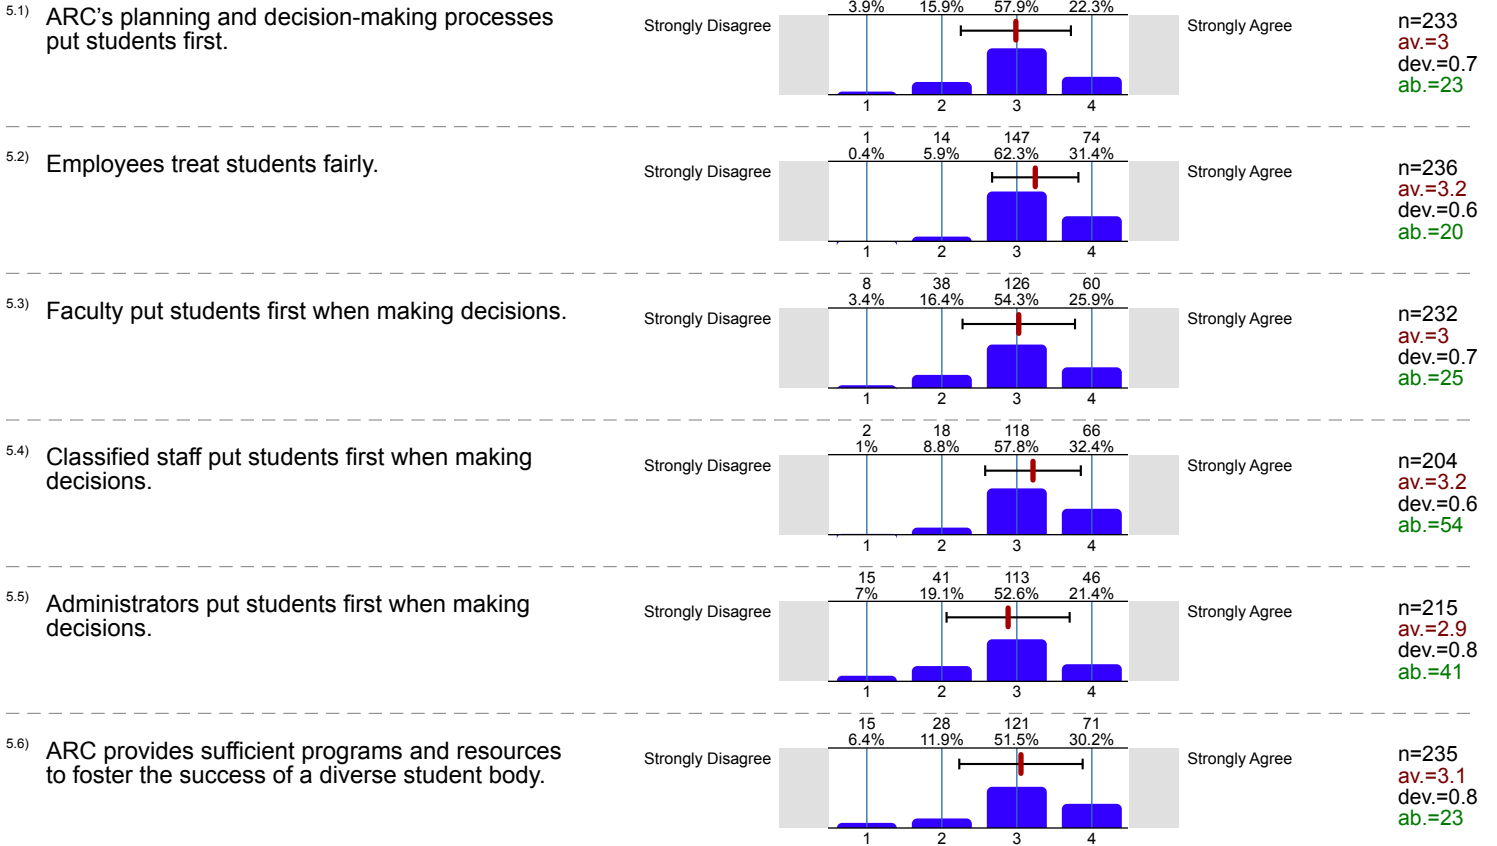 3.9% 15.9% 57.9% 22.3%
5.1) ARC’s planning and decision-making processes
put students first.
Strongly Disagree
Strongly Agree
n=233
av.=3
dev.=0.7
ab.=23
1 2 3 4
1 14 147 74
0.4% 5.9% 62.3% 31.4%
5.2) Employees treat students fairly.
Strongly Disagree
Strongly Agree
n=236
av.=3.2
dev.=0.6
ab.=20
1 2 3 4
8 38 126 60
3.4% 16.4% 54.3% 25.9%
5.3) Faculty put students first when making decisions.
Strongly Disagree
Strongly Agree
n=232
av.=3
dev.=0.7
ab.=25
1 2 3 4
2 18 118 66
1% 8.8% 57.8% 32.4%
5.4) Classified staff put students first when making
decisions.
Strongly Disagree
Strongly Agree
n=204
av.=3.2
dev.=0.6
ab.=54
1 2 3 4
15 41 113 46
7% 19.1% 52.6% 21.4%
5.5) Administrators put students first when making
decisions.
Strongly Disagree
Strongly Agree
n=215
av.=2.9
dev.=0.8
ab.=41
1 2 3 4
15 28 121 71
6.4% 11.9% 51.5% 30.2%
5.6) ARC provides sufficient programs and resources
to foster the success of a diverse student body.
Strongly Disagree
Strongly Agree
n=235
av.=3.1
dev.=0.8
ab.=23
1 2 3 4